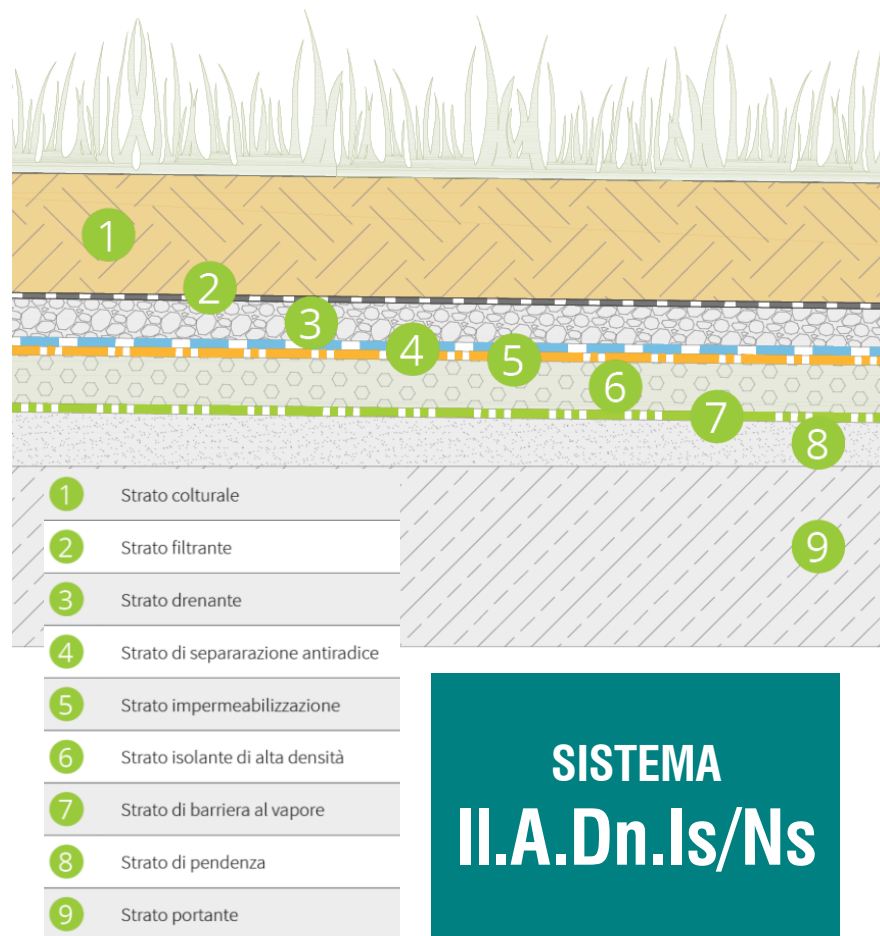 1
2
3
4
5
6
7
8
9
1 Strato colturale
2 Strato filtrante
3 Strato drenante
4 Strato di separarazione antiradice
5 Strato impermeabilizzazione
6 Strato isolante di alta densità
7 Strato di barriera al vapore
8 Strato di pendenza
9 Strato portante
SISTEMA
II.A.Dn.Is/Ns